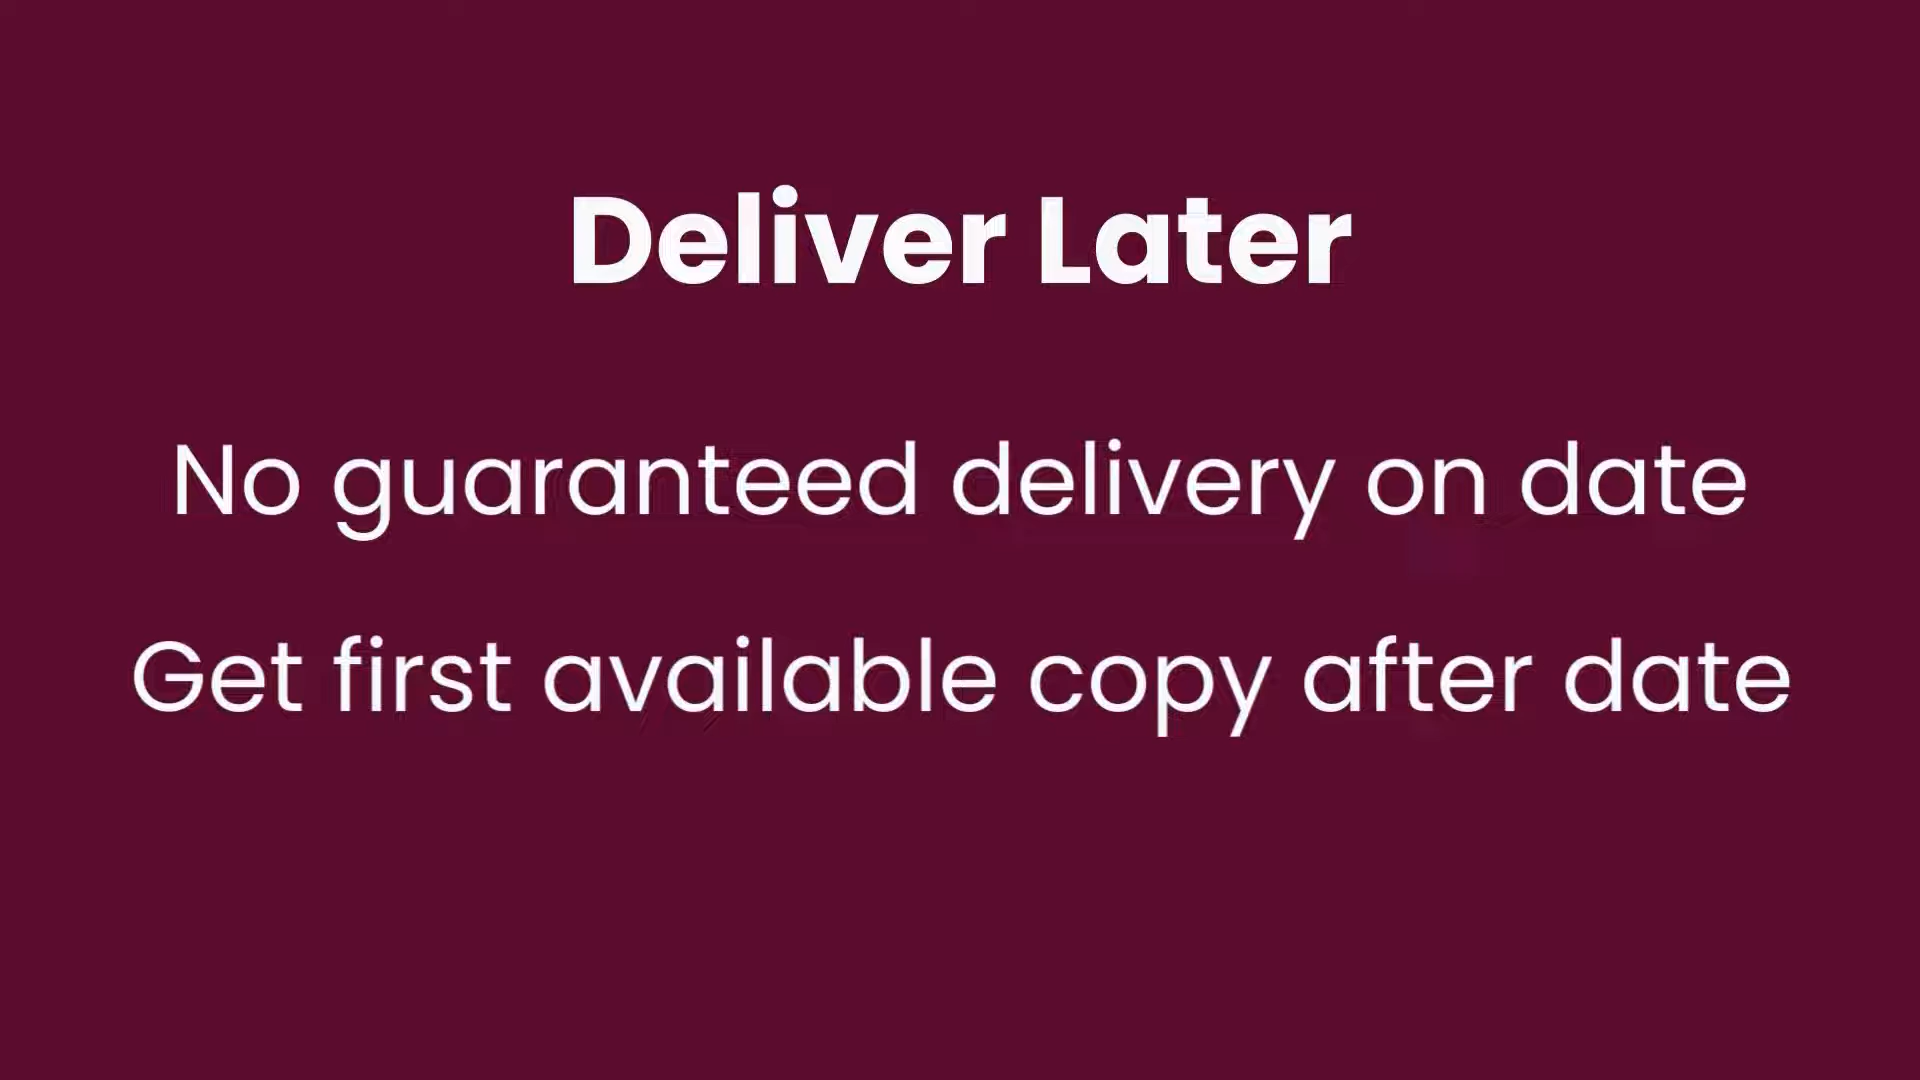 Deliver Later
No guaranteed delivery on date
Get first available copy after date